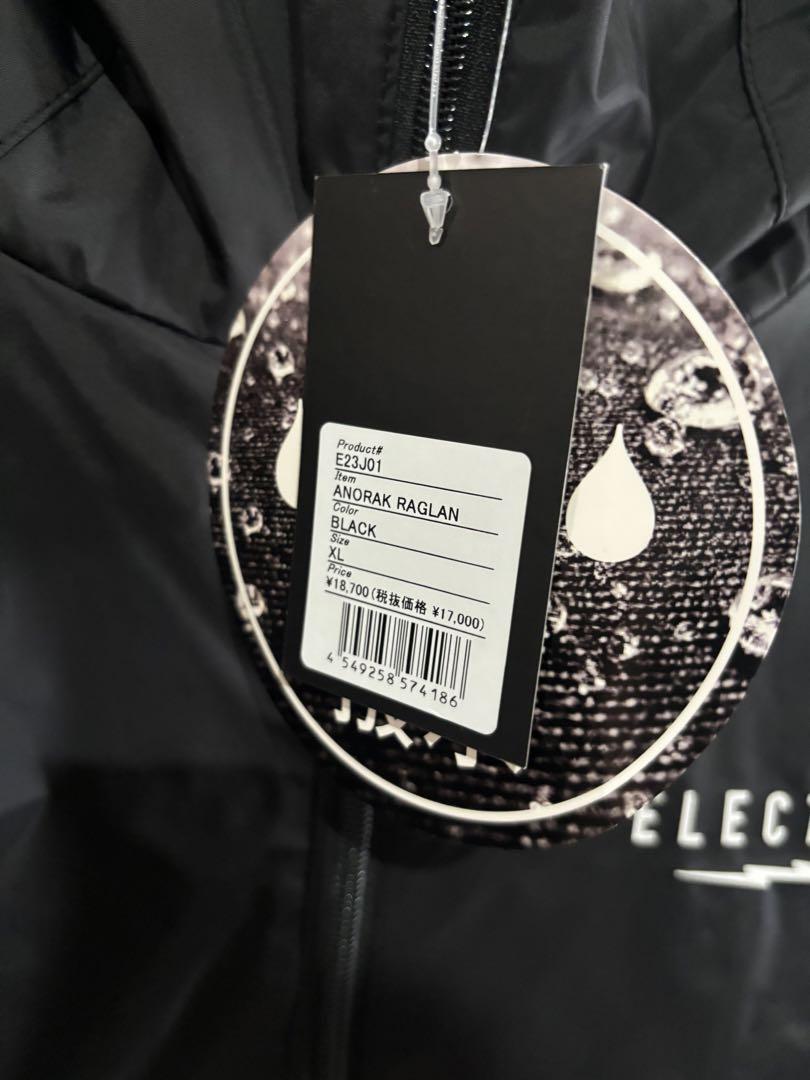 Product#
E23J01
Item
ANORAK RAGLAN
Color
BLACK
Size
XL
Price
¥18,700(税抜価格 ¥17,000)
4 549258 574186
ELECT